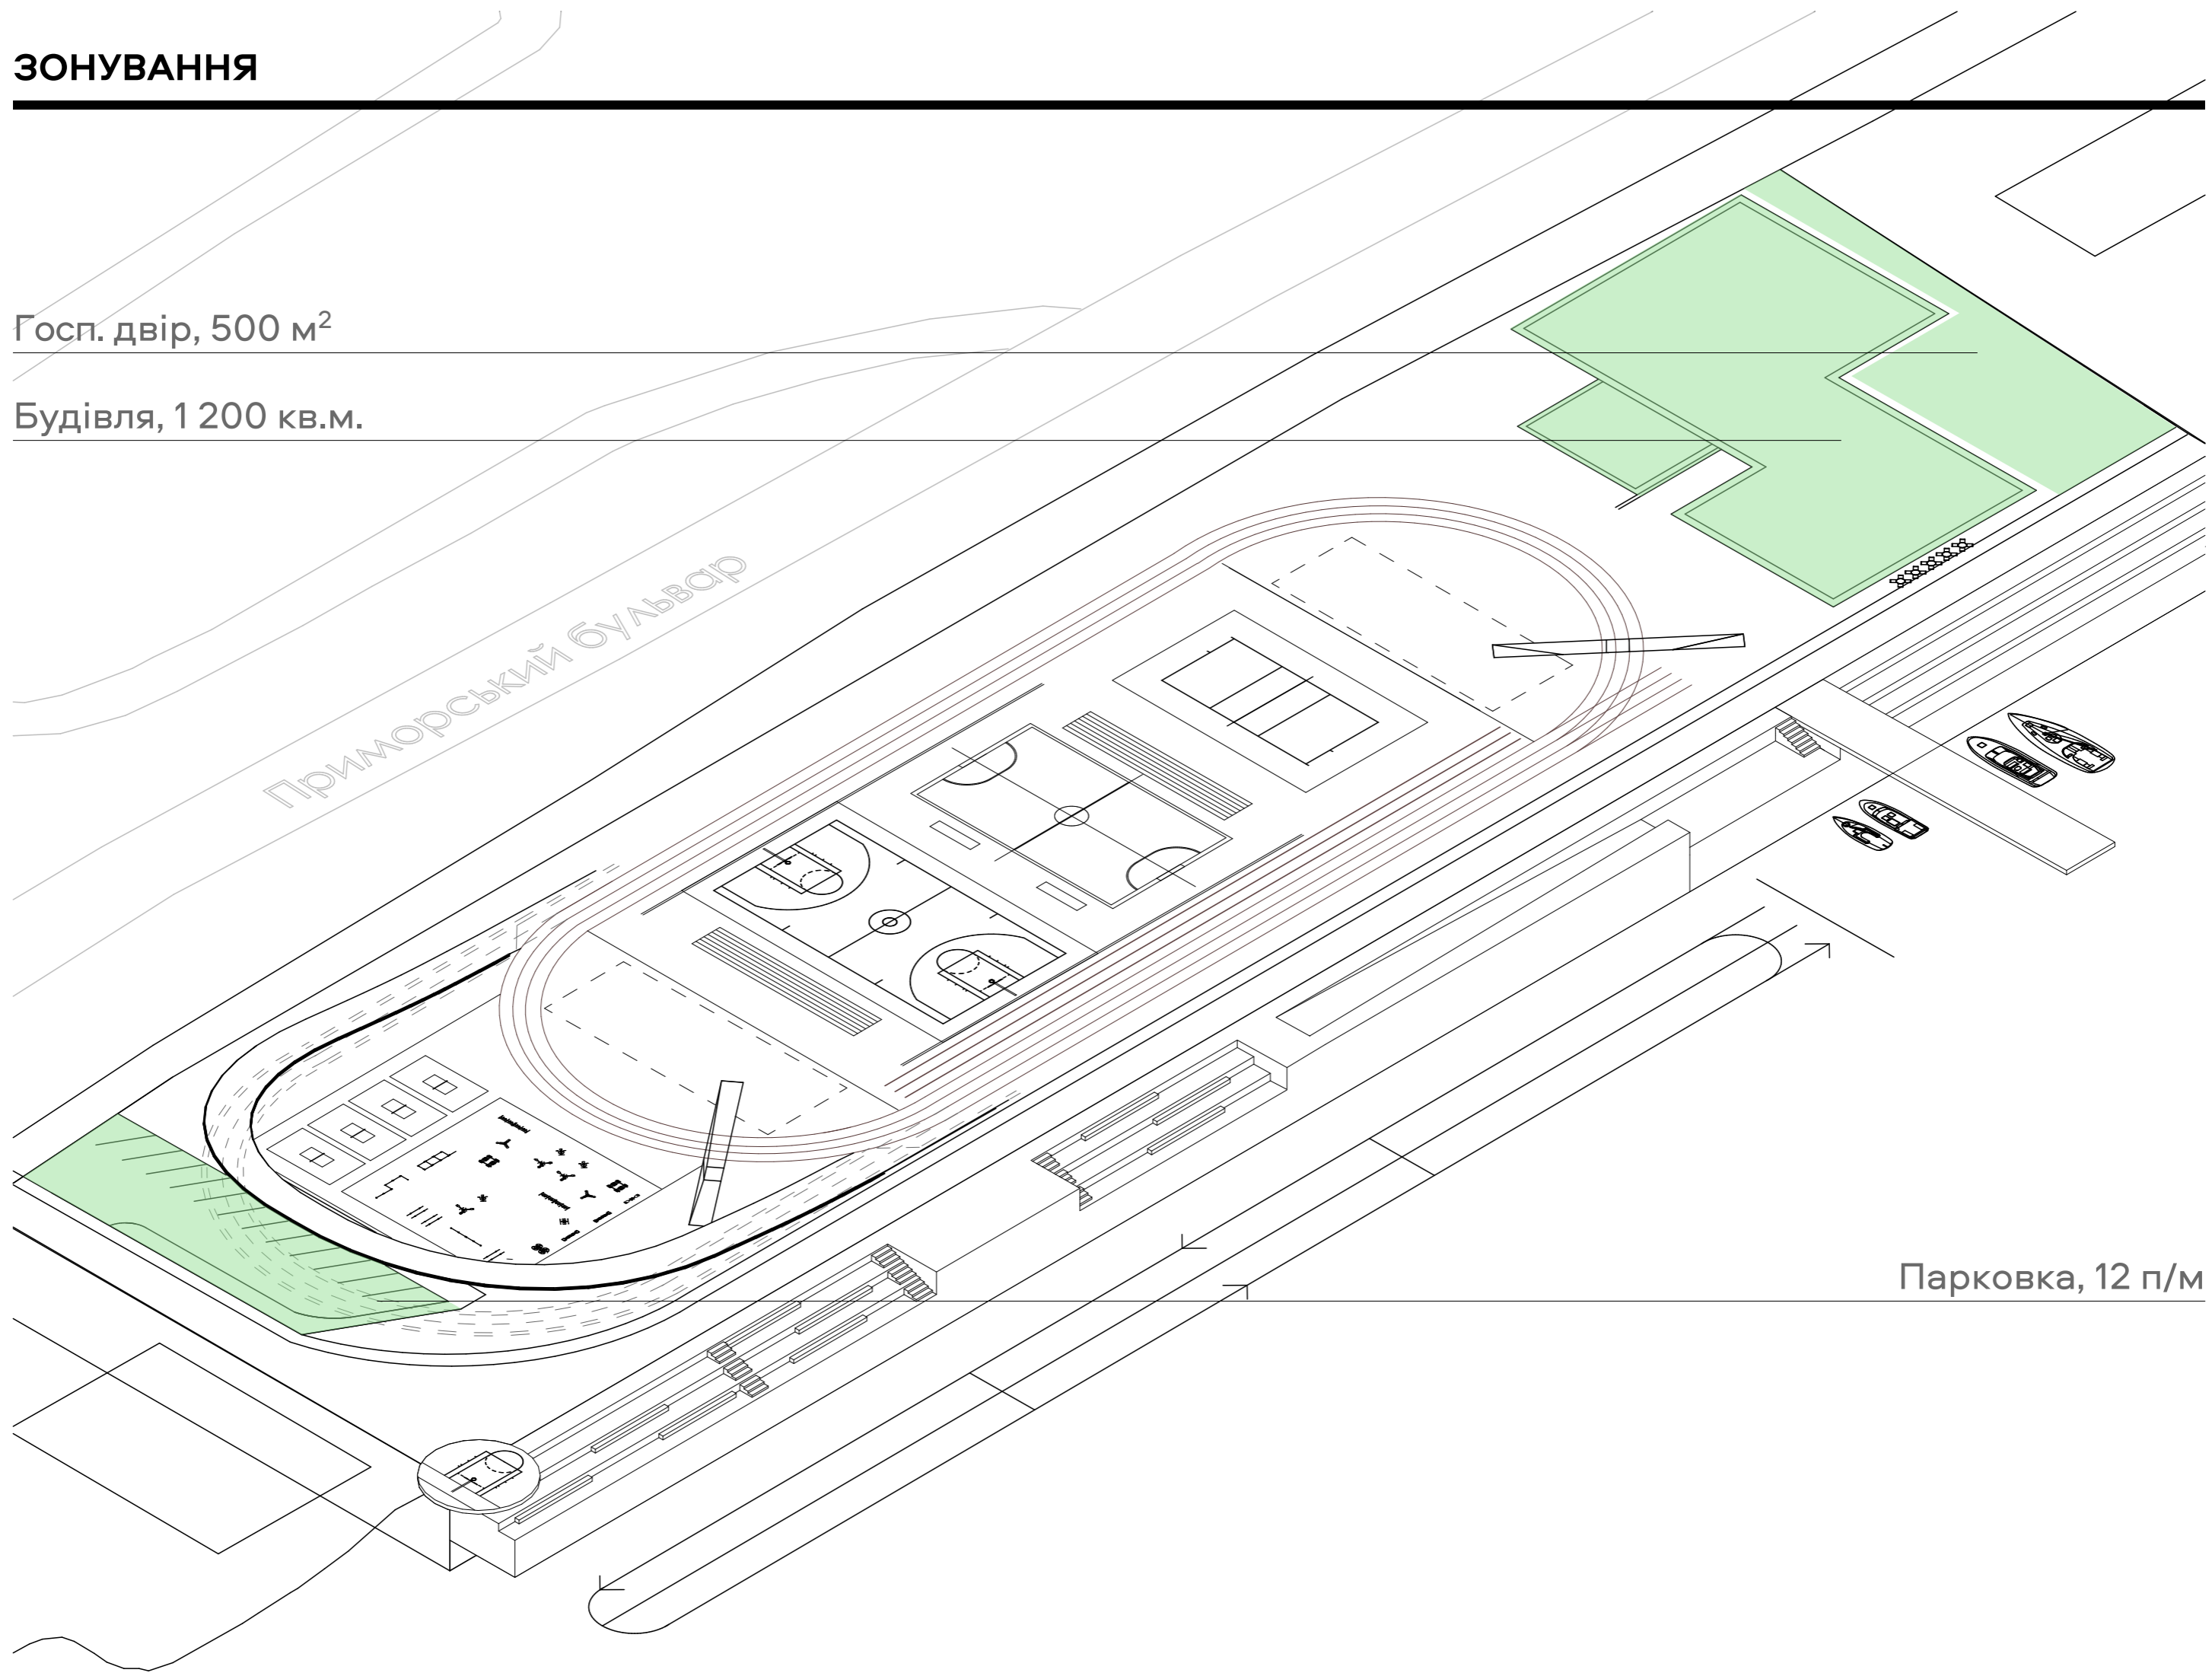 ЗОНУВАННЯ
Госп. двір, 500 м²
Будівля, 1 200 кв.м.
Приморський бульвар
Парковка, 12 п/м